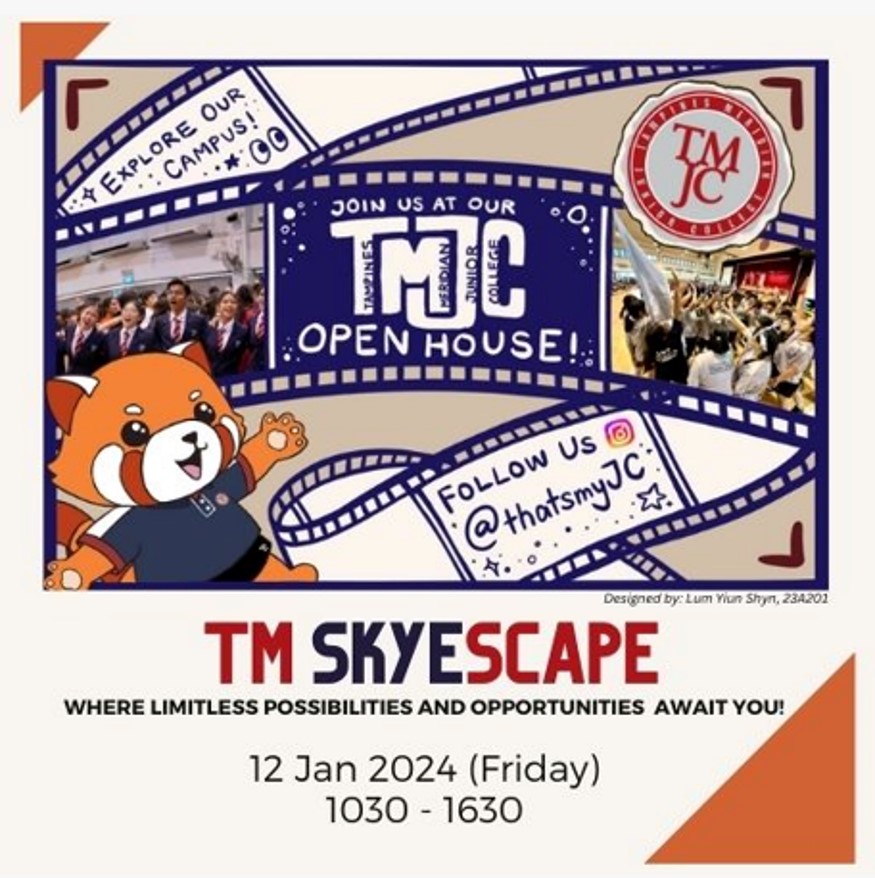 EXPLORE OUR
CAMPUS!
TAMPINES MERIDIAN
JUNIOR COLLEGE
TM
JC
JOIN US AT OUR
TMJC
TAMPINES
MERIDIAN
JUNIOR
COLLEGE
OPEN HOUSE!
FOLLOW US
@thatsmyJC
Designed by: Lum Yiun Shyn, 23A201
TM SKYESCAPE
WHERE LIMITLESS POSSIBILITIES AND OPPORTUNITIES AWAIT YOU!
12 Jan 2024 (Friday)
1030 - 1630